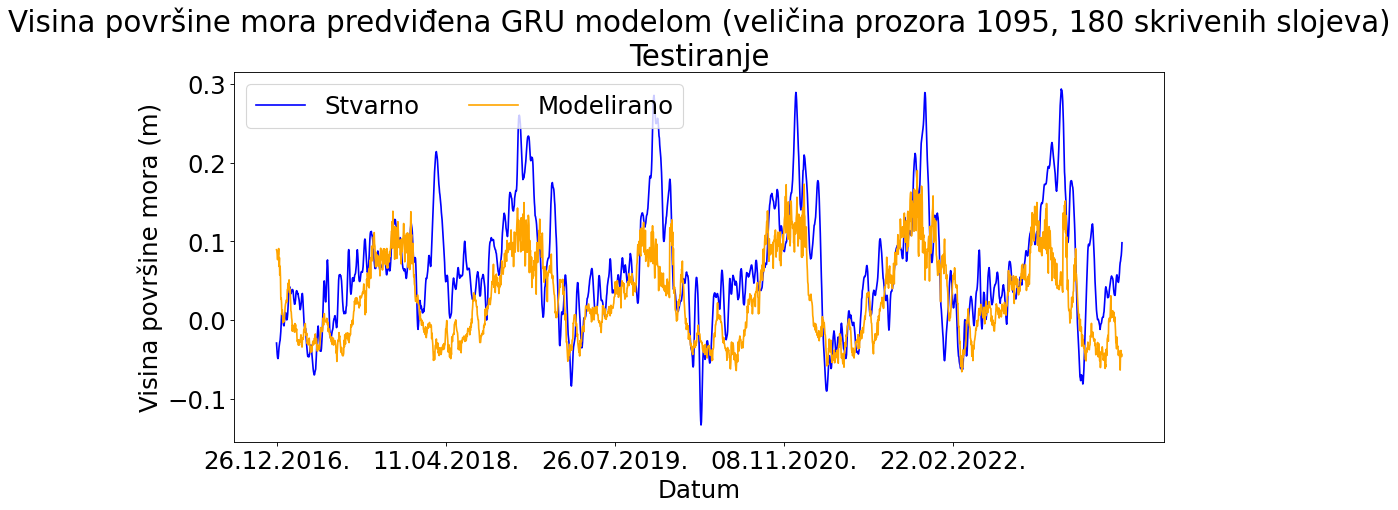 Visina površine mora predviđena GRU modelom (veličina prozora 1095, 180 skrivenih slojeva)
Testiranje
Stvarno Modelirano
Visina površine mora (m)
0.3
0.2
0.1
0.0
−0.1
26.12.2016. 11.04.2018. 26.07.2019. 08.11.2020. 22.02.2022.
Datum